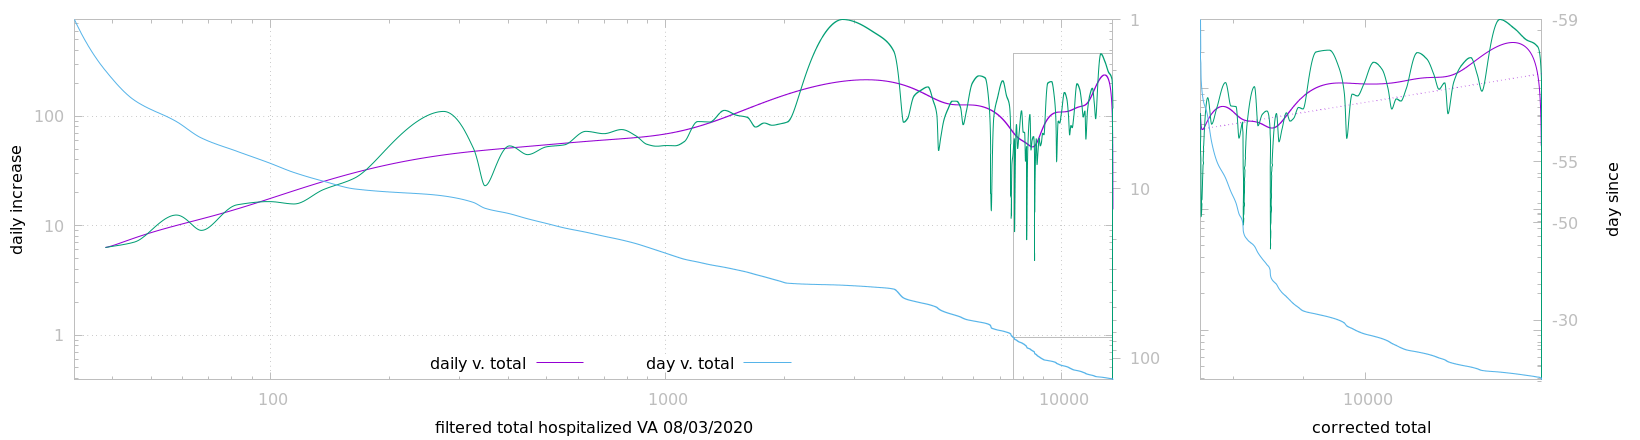 1
-59
100
-55
10
-50
10
-30
1
100
daily increase
day since
daily v. total
day v. total
100
1000
10000
10000
filtered total hospitalized VA 08/03/2020
corrected total